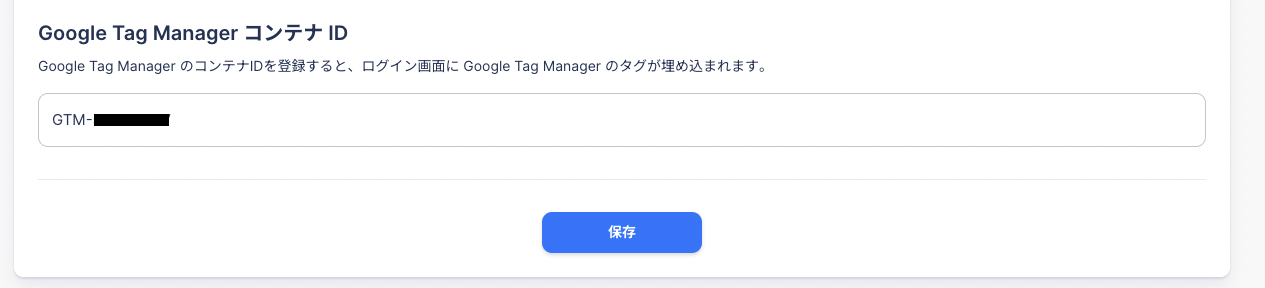 Google Tag Manager コンテナ ID
Google Tag Manager のコンテナIDを登録すると、ログイン画面に Google Tag Manager のタグが埋め込まれます。
GTM-
保存